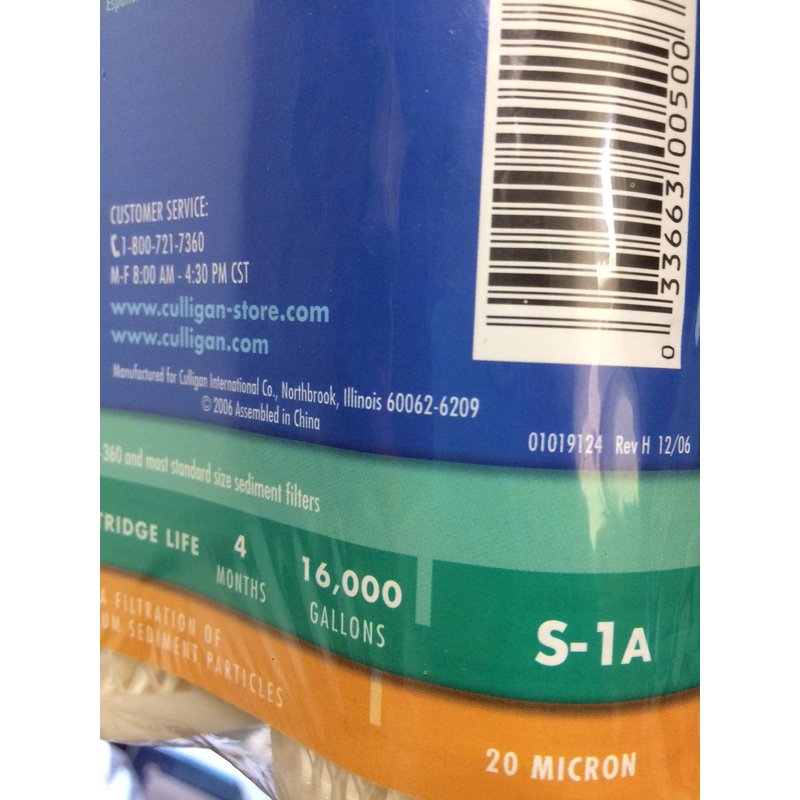 CUSTOMER SERVICE:
1-800-721-7360
M-F 8:00 AM - 4:30 PM CST
www.culligan-store.com
www.culligan.com
Manufactured for Culligan International Co., Northbrook, Illinois 60062-6209
© 2006 Assembled in China
0 33663 00500
01019124 Rev H 12/06
-360 and most standard size sediment filters
TRIDGE LIFE
4 MONTHS
16,000 GALLONS
S-1A
A FILTRATION OF
UM SEDIMENT PARTICLES
20 MICRON